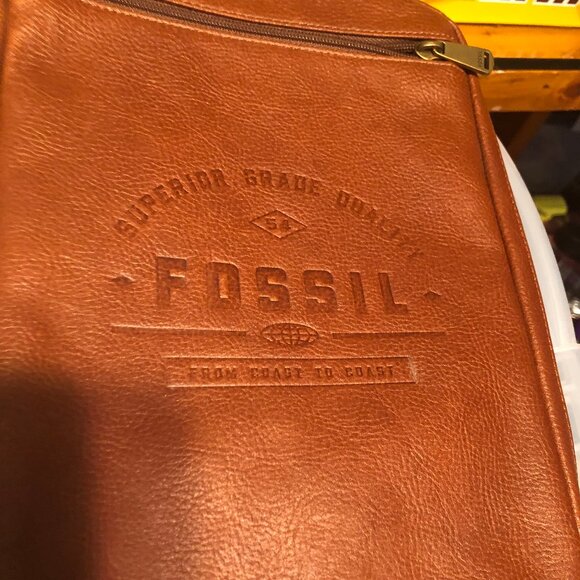 SUPERIOR GRADE QUALITY
54
FOSSIL
FROM COAST TO COAST